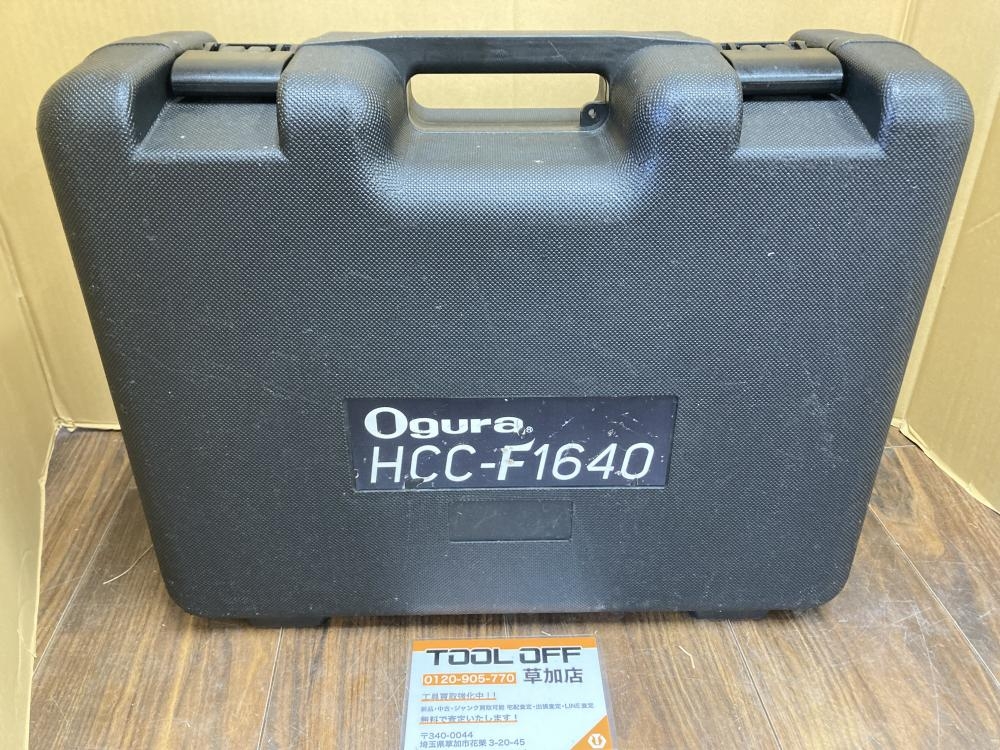 Ogura®
HCC-F1640
TOOL OFF
0120-905-770 草加店
工具買取強化中！！
新品・中古・ジャンク買取可能 宅配査定・出張査定・LINE査定
無料で査定いたします！
〒340-0044
埼玉県草加市花栗 3-20-45